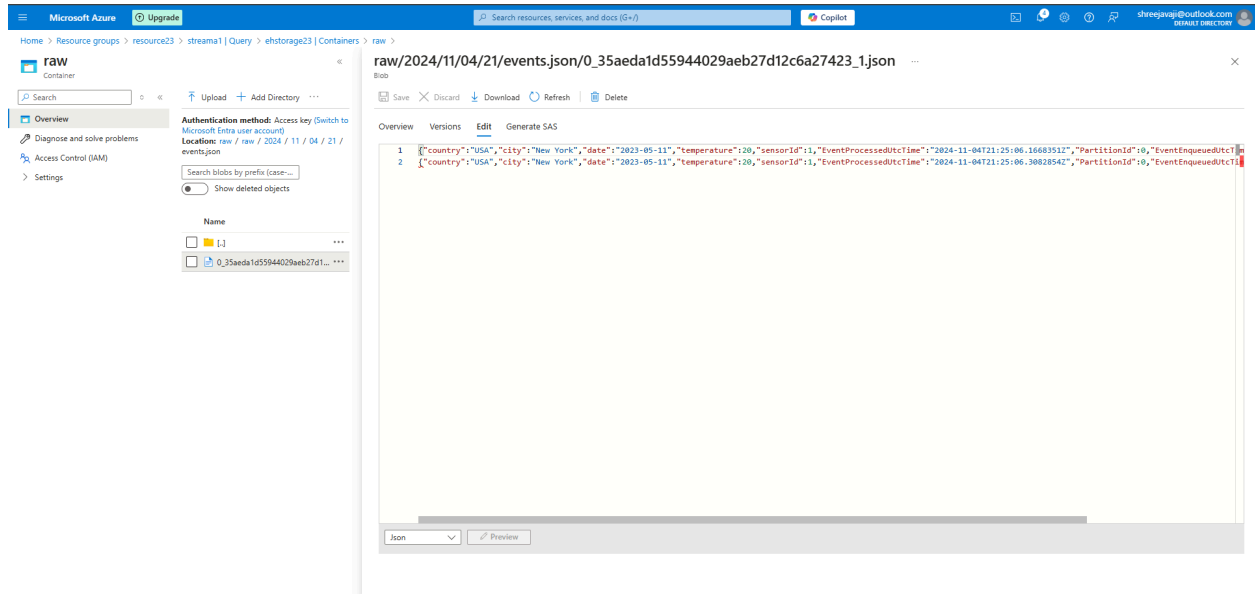 Microsoft Azure
Upgrade
Search resources, services, and docs (G+/)
Copilot
4
shreejavaji@outlook.com
DEFAULT DIRECTORY
Home > Resource groups > resource23 > streama1 | Query > ehstorage23 | Containers > raw >
raw
Container
Search
Overview
Diagnose and solve problems
Access Control (IAM)
Settings
Upload
Add Directory
Authentication method: Access key (Switch to
Microsoft Entra user account)
Location: raw / raw / 2024 / 11 / 04 / 21 /
events.json
Search blobs by prefix (case-...
Show deleted objects
Name
[..]
0_35aeda1d55944029aeb27d1...
raw/2024/11/04/21/events.json/0_35aeda1d55944029aeb27d12c6a27423_1.json
Blob
Save Discard Download Refresh Delete
Overview Versions Edit Generate SAS
1 {"country":"USA","city":"New York","date":"2023-05-11","temperature":20,"sensorId":1,"EventProcessedUtcTime":"2024-11-04T21:25:06.1668351Z","PartitionId":0,"EventEnqueuedUtcTim
2 {"country":"USA","city":"New York","date":"2023-05-11","temperature":20,"sensorId":1,"EventProcessedUtcTime":"2024-11-04T21:25:06.3082854Z","PartitionId":0,"EventEnqueuedUtcTim
Json
Preview